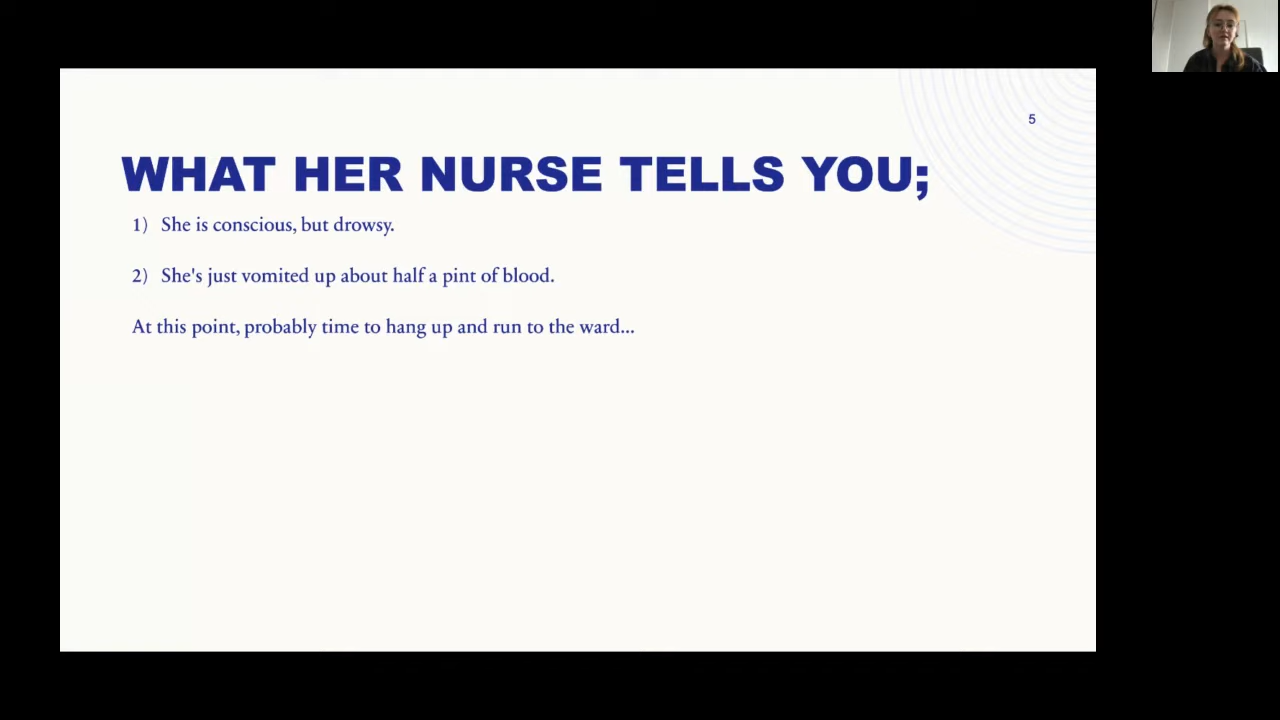 5
WHAT HER NURSE TELLS YOU;
1) She is conscious, but drowsy.
2) She's just vomited up about half a pint of blood.
At this point, probably time to hang up and run to the ward...